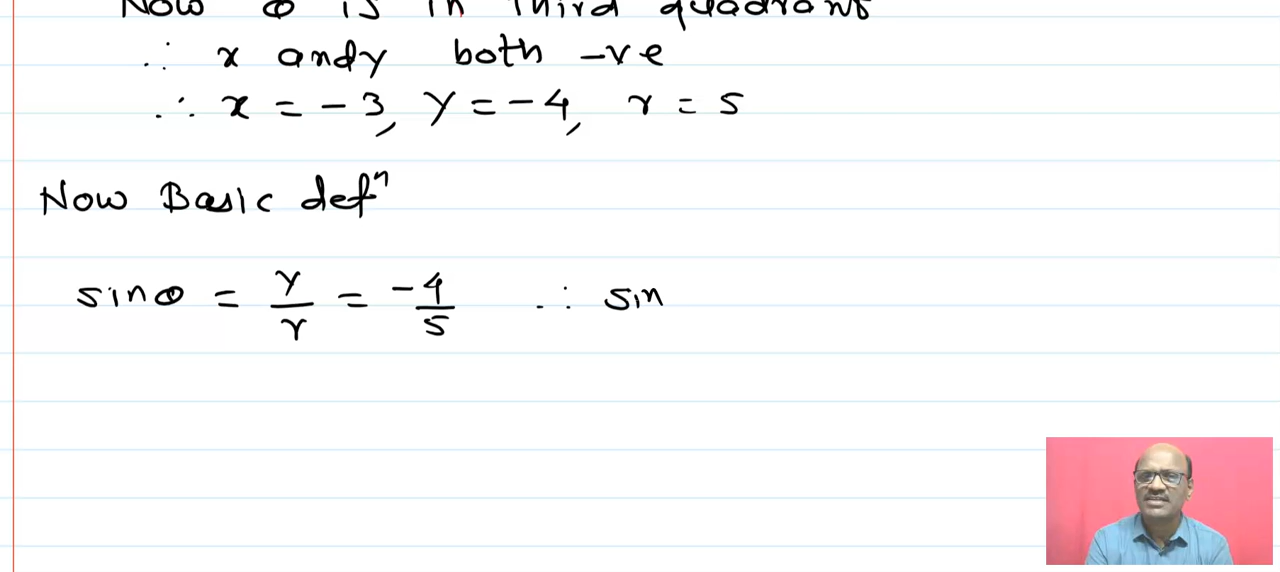 Now θ is in third quadrant
∴ x and y both -ve
∴ x = -3, y = -4, r = 5
Now Basic defⁿ
sinθ = y/r = -4/5 ∴ sin